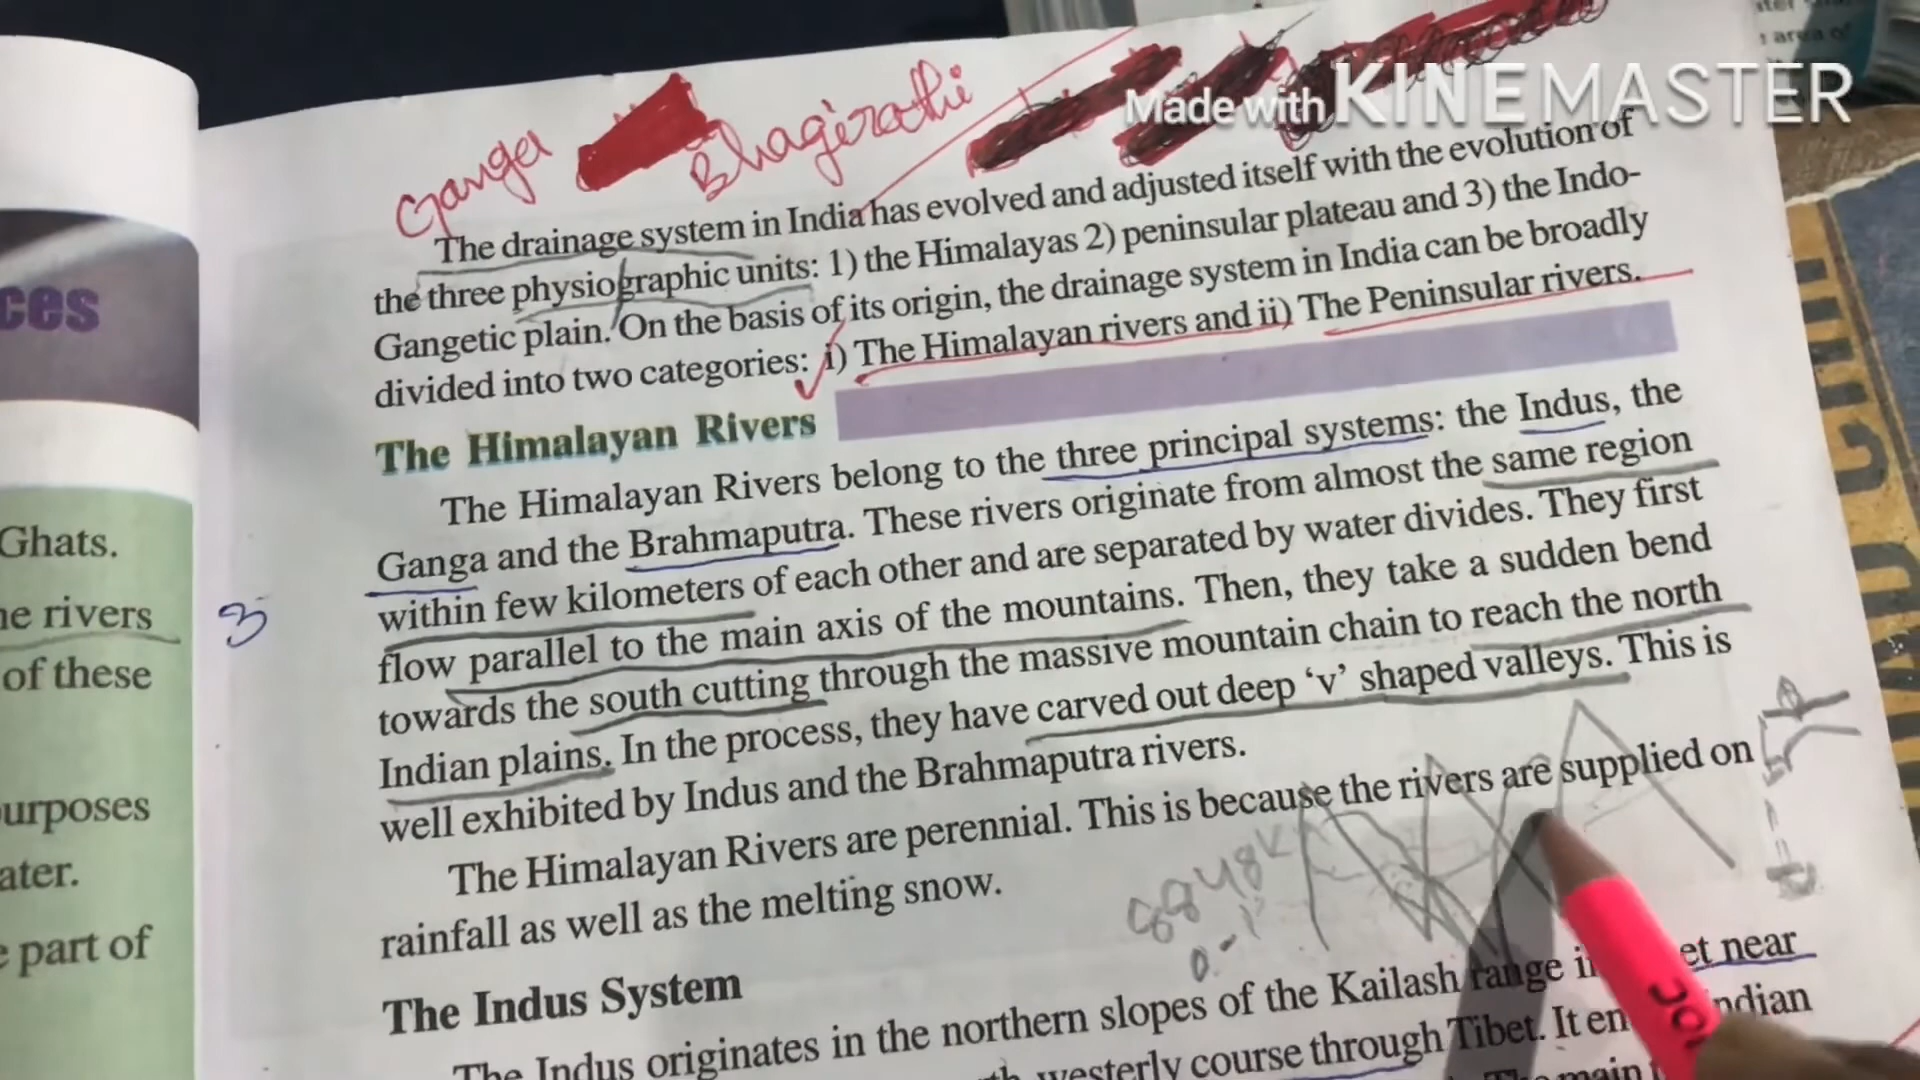 Made with KINEMASTER
Ganga Bhagirathi
The drainage system in India has evolved and adjusted itself with the evolution of
the three physiographic units: 1) the Himalayas 2) peninsular plateau and 3) the Indo-
Gangetic plain. On the basis of its origin, the drainage system in India can be broadly
divided into two categories: i) The Himalayan rivers and ii) The Peninsular rivers.
The Himalayan Rivers
The Himalayan Rivers belong to the three principal systems: the Indus, the
Ganga and the Brahmaputra. These rivers originate from almost the same region
within few kilometers of each other and are separated by water divides. They first
flow parallel to the main axis of the mountains. Then, they take a sudden bend
towards the south cutting through the massive mountain chain to reach the north
Indian plains. In the process, they have carved out deep ‘v’ shaped valleys. This is
well exhibited by Indus and the Brahmaputra rivers.
The Himalayan Rivers are perennial. This is because the rivers are supplied on
rainfall as well as the melting snow.
The Indus System
The Indus originates in the northern slopes of the Kailash range near
westerly course through Tibet. It
main
3
ces
Ghats.
rivers
of these
urposes
ater.
part of